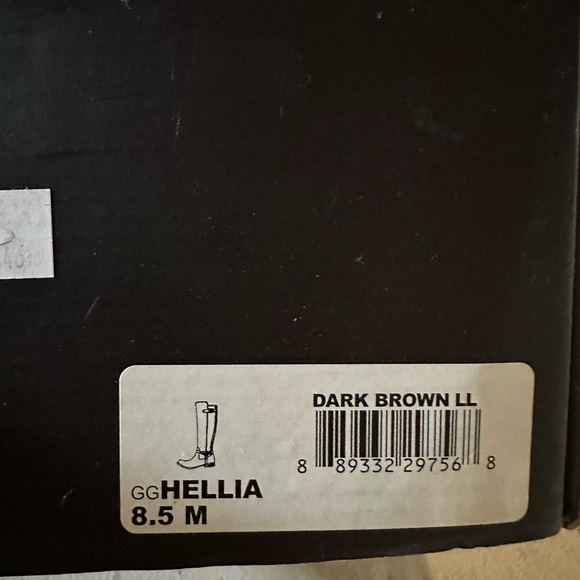 DARK BROWN LL
8 89332 29756 8
GGHELLIA
8.5 M